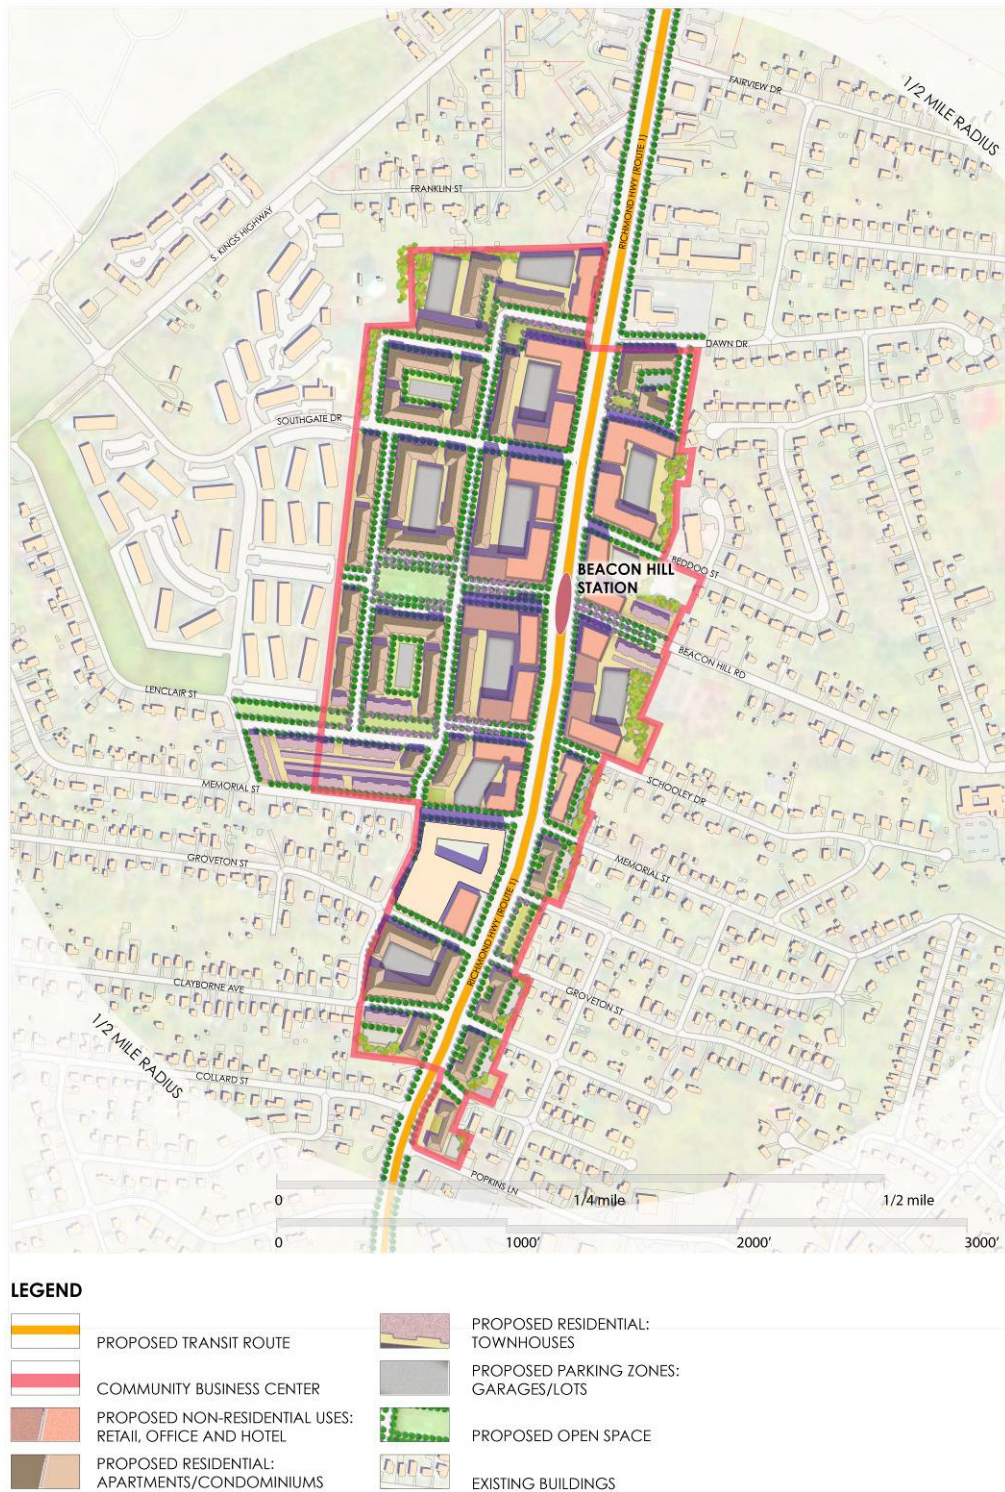 FAIRVIEW DR
1/2 MILE RADIUS
RICHMOND HWY (ROUTE 1)
FRANKLIN ST
S. KINGS HIGHWAY
DAWN DR
SOUTHGATE DR
REDDOO ST
BEACON HILL
STATION
BEACON HILL RD
LENCLAIR ST
MEMORIAL ST
SCHOOLEY DR
GROVETON ST
MEMORIAL ST
RICHMOND HWY (ROUTE 1)
CLAYBORNE AVE
GROVETON ST
1/2 MILE RADIUS
COLLARD ST
POPKINS LN
0 1/4 mile 1/2 mile
0 1000' 2000' 3000'
LEGEND
PROPOSED TRANSIT ROUTE
COMMUNITY BUSINESS CENTER
PROPOSED NON-RESIDENTIAL USES:
RETAIL, OFFICE AND HOTEL
PROPOSED RESIDENTIAL:
APARTMENTS/CONDOMINIUMS
PROPOSED RESIDENTIAL:
TOWNHOUSES
PROPOSED PARKING ZONES:
GARAGES/LOTS
PROPOSED OPEN SPACE
EXISTING BUILDINGS